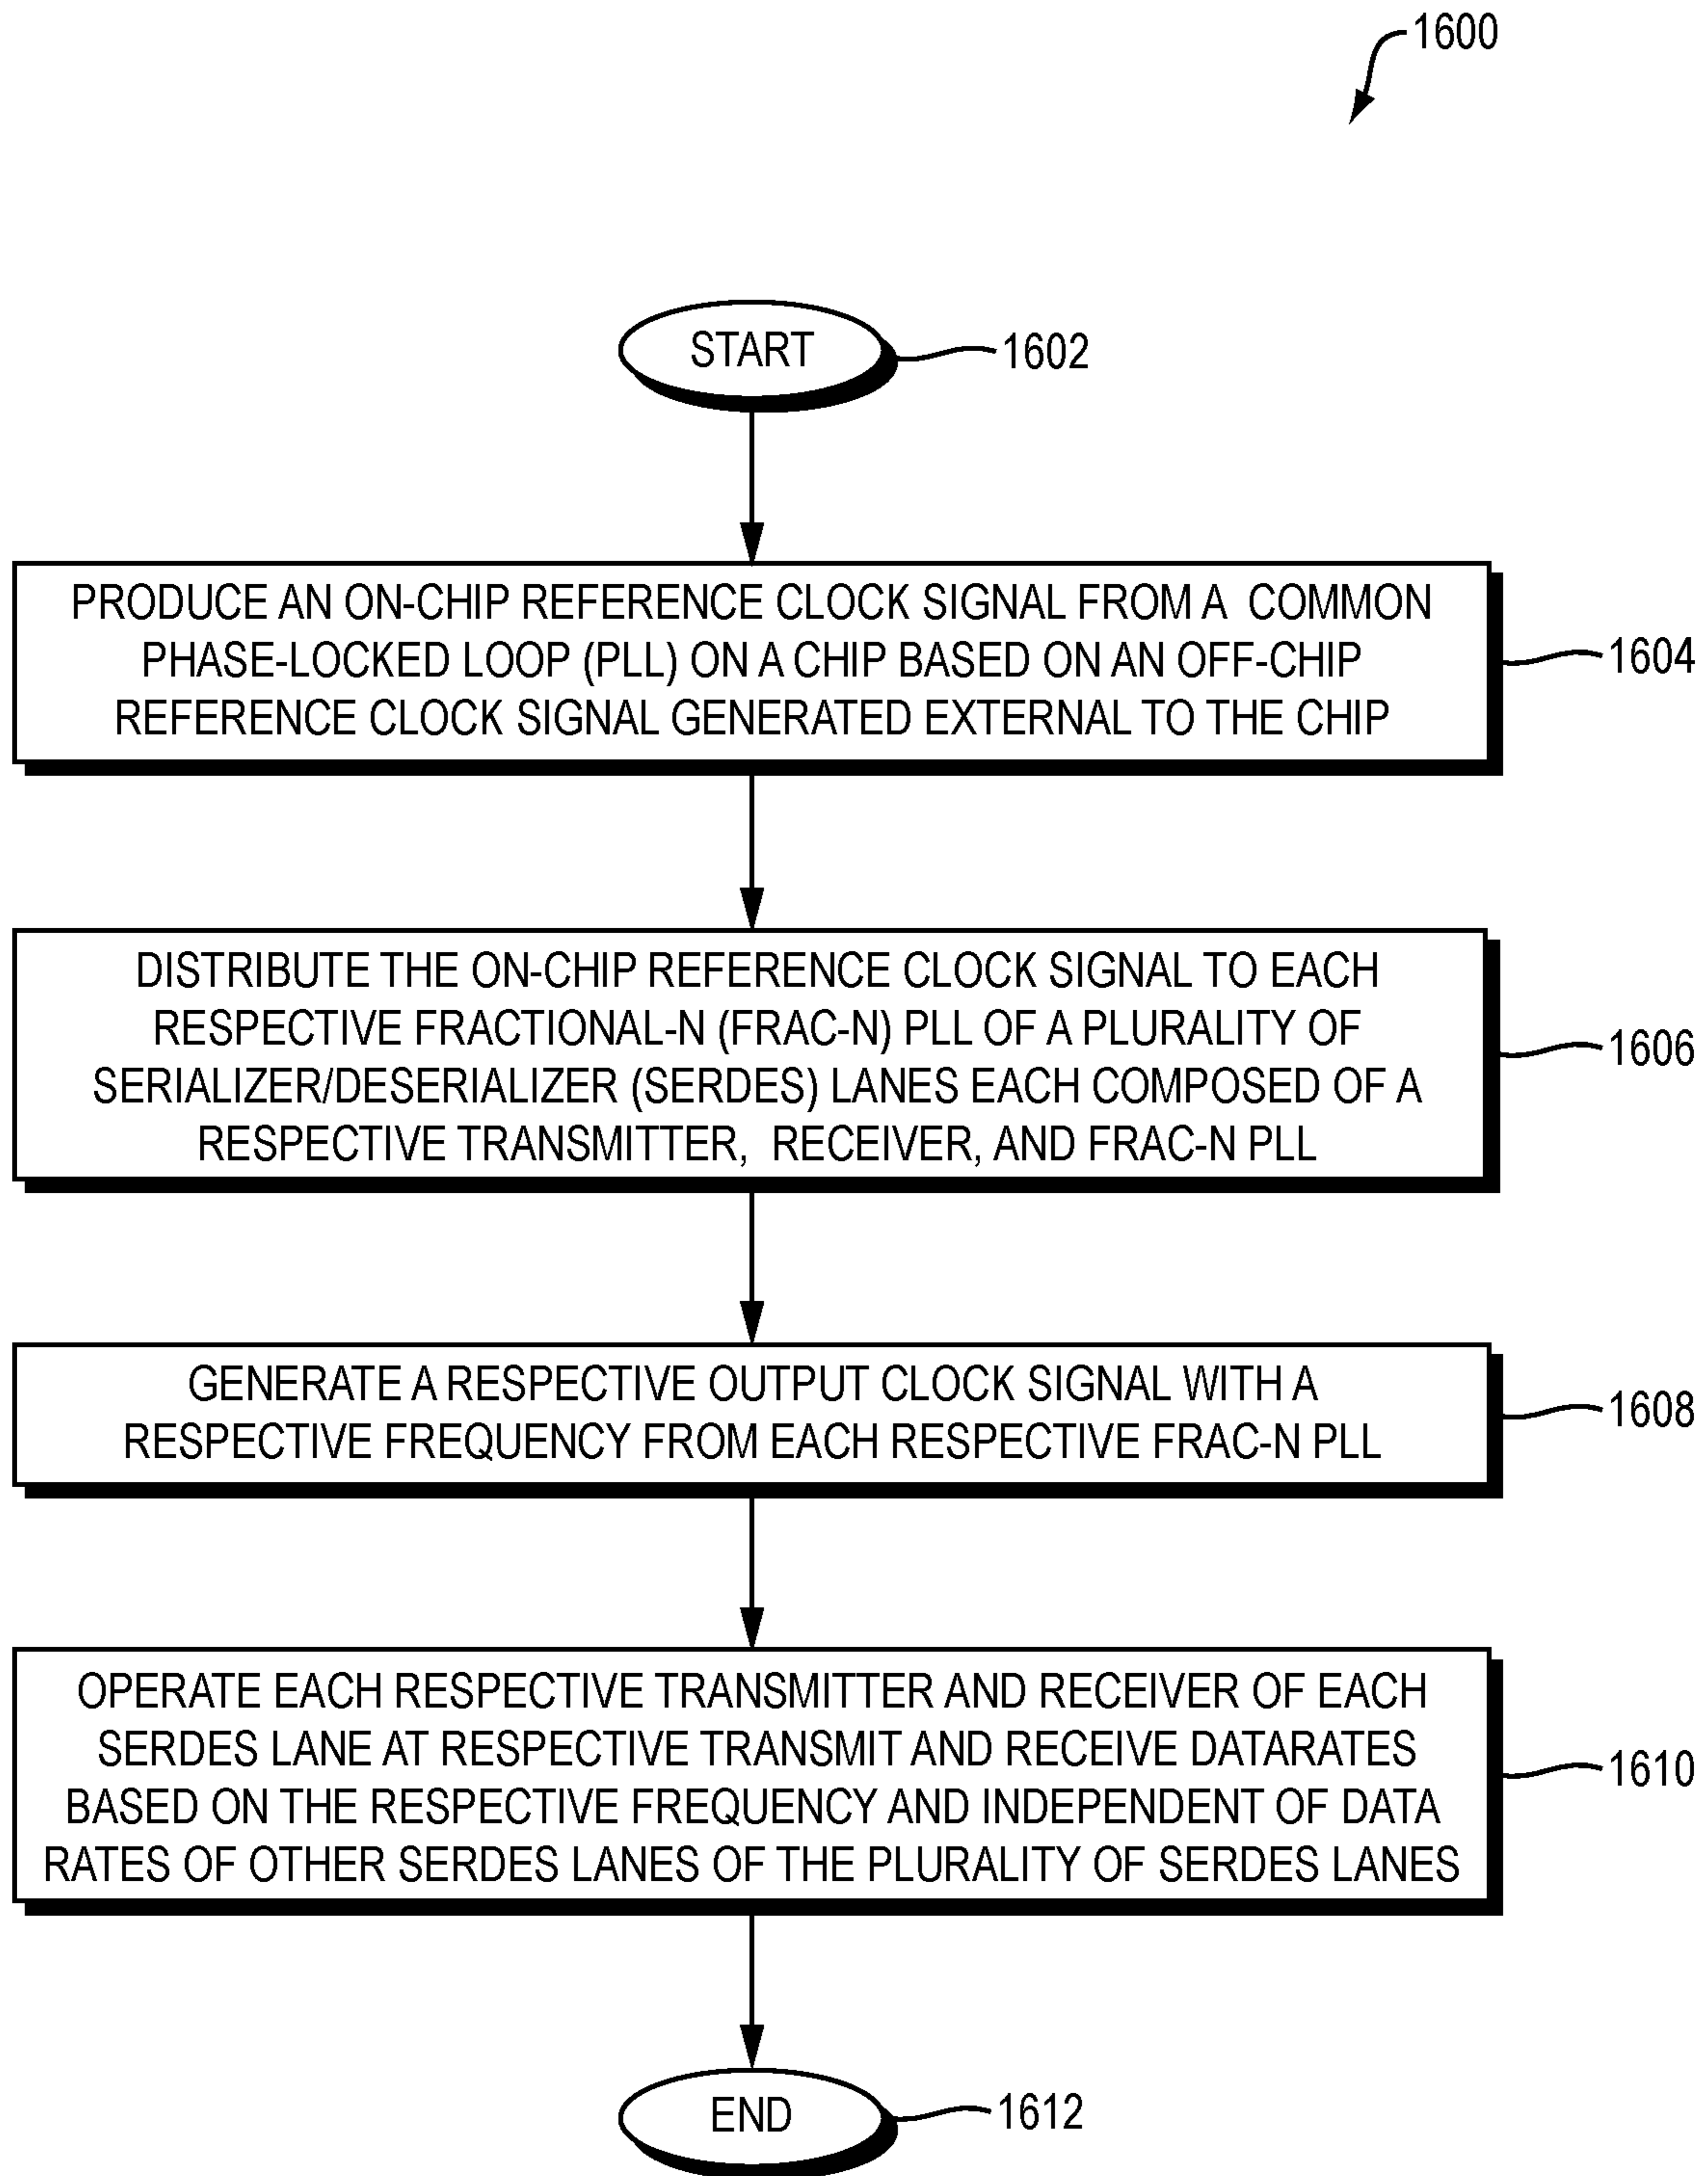 1600
START
1602
PRODUCE AN ON-CHIP REFERENCE CLOCK SIGNAL FROM A COMMON
PHASE-LOCKED LOOP (PLL) ON A CHIP BASED ON AN OFF-CHIP
REFERENCE CLOCK SIGNAL GENERATED EXTERNAL TO THE CHIP
1604
DISTRIBUTE THE ON-CHIP REFERENCE CLOCK SIGNAL TO EACH
RESPECTIVE FRACTIONAL-N (FRAC-N) PLL OF A PLURALITY OF
SERIALIZER/DESERIALIZER (SERDES) LANES EACH COMPOSED OF A
RESPECTIVE TRANSMITTER, RECEIVER, AND FRAC-N PLL
1606
GENERATE A RESPECTIVE OUTPUT CLOCK SIGNAL WITH A
RESPECTIVE FREQUENCY FROM EACH RESPECTIVE FRAC-N PLL
1608
OPERATE EACH RESPECTIVE TRANSMITTER AND RECEIVER OF EACH
SERDES LANE AT RESPECTIVE TRANSMIT AND RECEIVE DATARATES
BASED ON THE RESPECTIVE FREQUENCY AND INDEPENDENT OF DATA
RATES OF OTHER SERDES LANES OF THE PLURALITY OF SERDES LANES
1610
END
1612